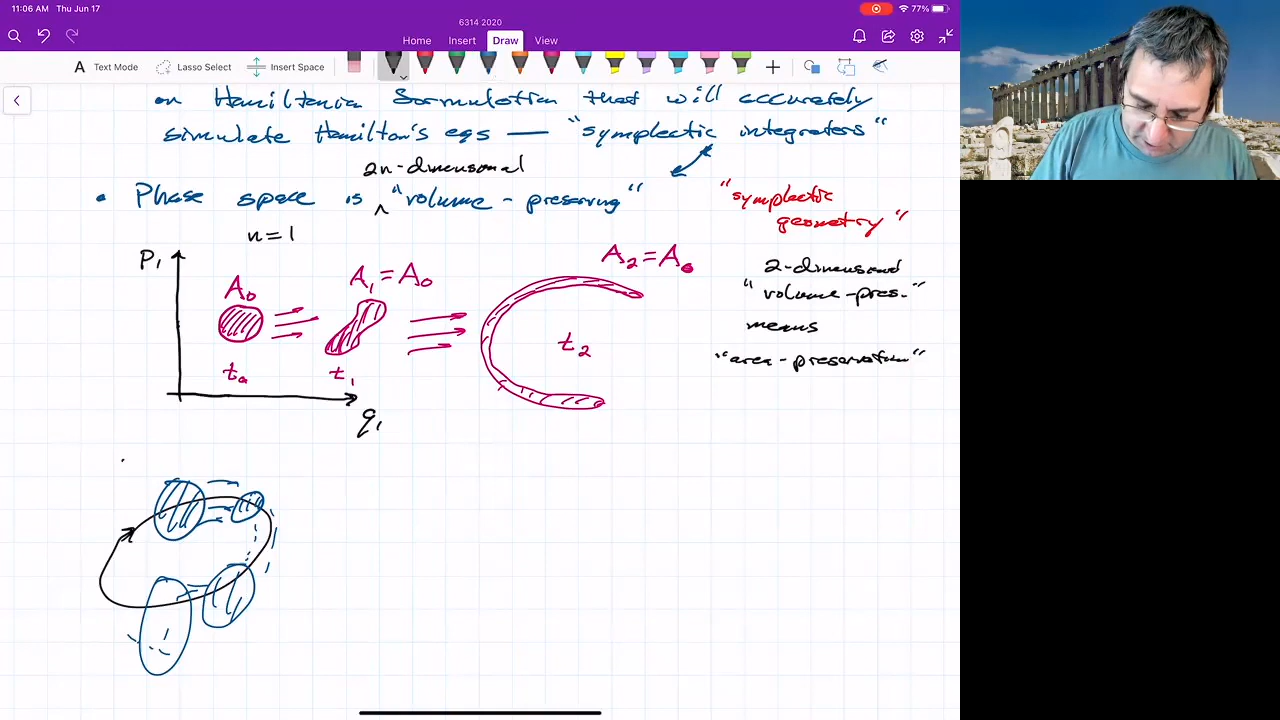 11:06 AM Thu Jun 17
77%
6314 2020
Home Insert Draw View
Text Mode Lasso Select Insert Space
on Hamiltonian formulation that will accurately
simulate Hamilton's eqs — "symplectic integrators"
2n-dimensional
• Phase space is ^ "volume-preserving"
"symplectic
geometry"
n=1
P₁
A₀
A₁ = A₀
A₂ = A₀
2-dimensional
"volume-pres."
means
"area-preservation"
t₀
t₁
t₂
q₁